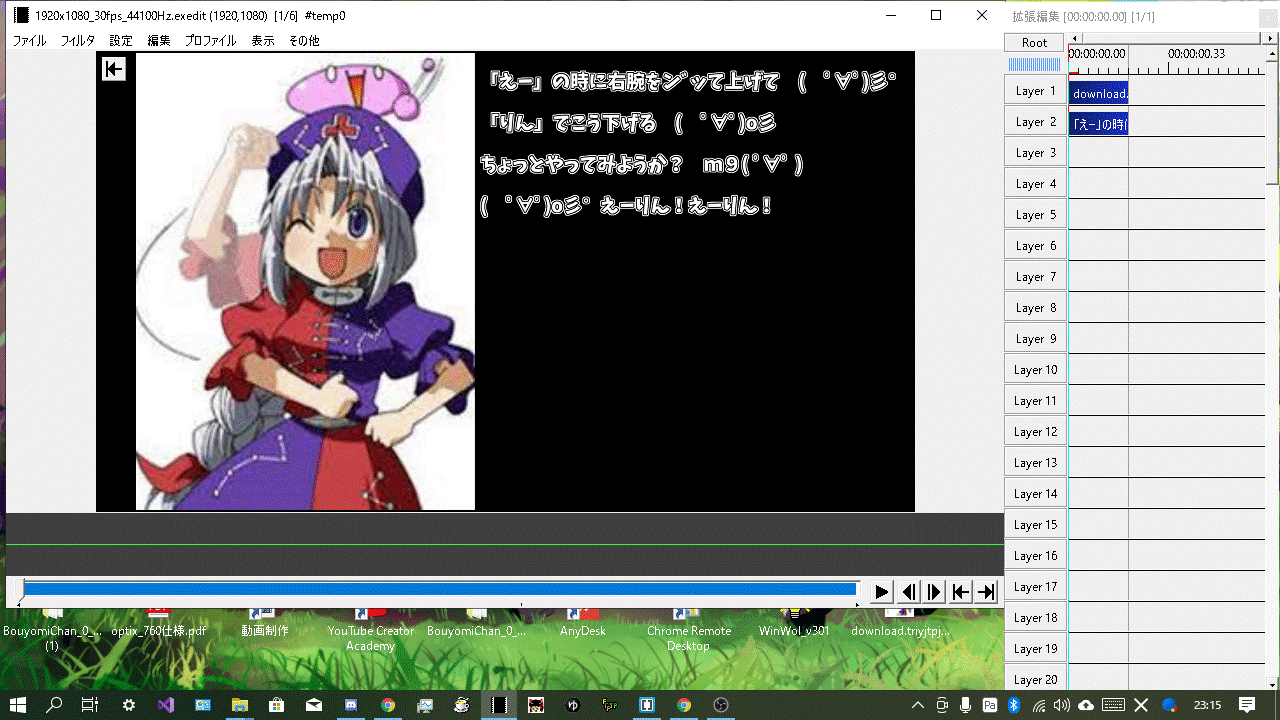 1920x1080_30fps_44100Hz.exedit (1920,1080) [1/6] #temp0
ファイル フィルタ 設定 編集 プロファイル 表示 その他
『えー』の時に右腕をンﾞッて上げて ( ﾟ∀ﾟ)彡°
『りん』でこう下げる ( ﾟ∀ﾟ)o彡
ちょっとやってみようか？ m9(ﾟ∀ﾟ)
( ﾟ∀ﾟ)o彡° えーりん！えーりん！
拡張編集 [00:00:00.00] [1/1]
Root
00:00:00.00 00:00:00.33
Layer 1
download.
Layer 2
「えー」の時に
Layer 3
Layer 4
Layer 5
Layer 6
Layer 7
Layer 8
Layer 9
Layer 10
Layer 11
Layer 12
Layer 13
Layer 14
Layer 15
Layer 16
Layer 17
Layer 18
Layer 19
Layer 20
BouyomiChan_0_...
(1)
optix_760仕様.pdf
動画制作
YouTube Creator
Academy
BouyomiChan_0_...
AnyDesk
Chrome Remote
Desktop
WinWol_v301
download.triyjtpj...
23:15